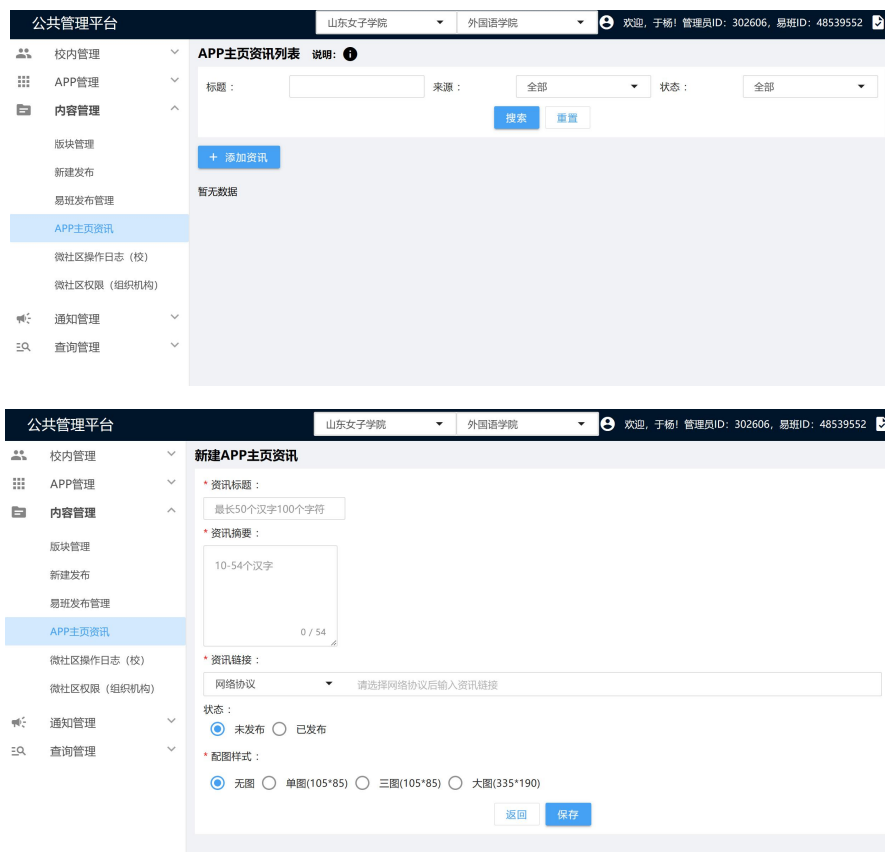 公共管理平台 山东女子学院 外国语学院 欢迎，于杨！管理员ID：302606，易班ID：48539552
校内管理
APP管理
内容管理
版块管理
新建发布
易班发布管理
APP主页资讯
微社区操作日志（校）
微社区权限（组织机构）
通知管理
查询管理
APP主页资讯列表 说明：
标题： 来源： 全部 状态： 全部
搜索 重置
+ 添加资讯
暂无数据
公共管理平台 山东女子学院 外国语学院 欢迎，于杨！管理员ID：302606，易班ID：48539552
校内管理
APP管理
内容管理
版块管理
新建发布
易班发布管理
APP主页资讯
微社区操作日志（校）
微社区权限（组织机构）
通知管理
查询管理
新建APP主页资讯
* 资讯标题：
最长50个汉字100个字符
* 资讯摘要：
10-54个汉字
0 / 54
* 资讯链接：
网络协议 请选择网络协议后输入资讯链接
状态：
未发布 已发布
* 配图样式：
无图 单图(105*85) 三图(105*85) 大图(335*190)
返回 保存